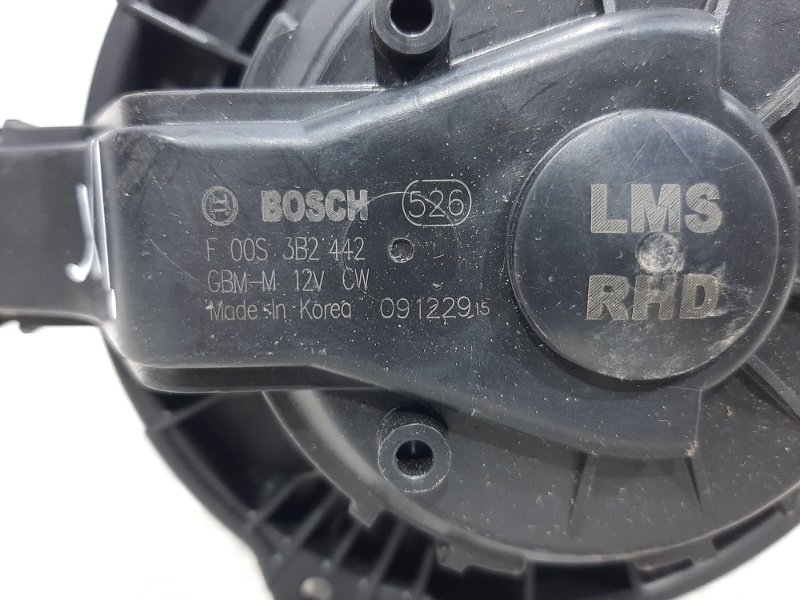 BOSCH 526
F 00S 3B2 442
GBM-M 12V CW
Made In Korea 091229 15
LMS
RHD